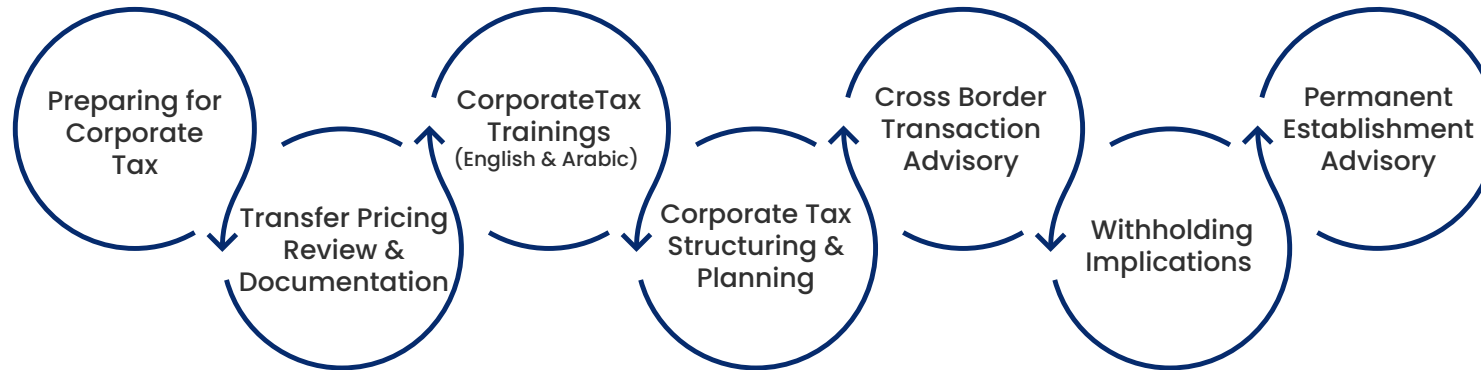 Preparing for
Corporate
Tax
Transfer Pricing
Review &
Documentation
CorporateTax
Trainings
(English & Arabic)
Corporate Tax
Structuring &
Planning
Cross Border
Transaction
Advisory
Withholding
Implications
Permanent
Establishment
Advisory